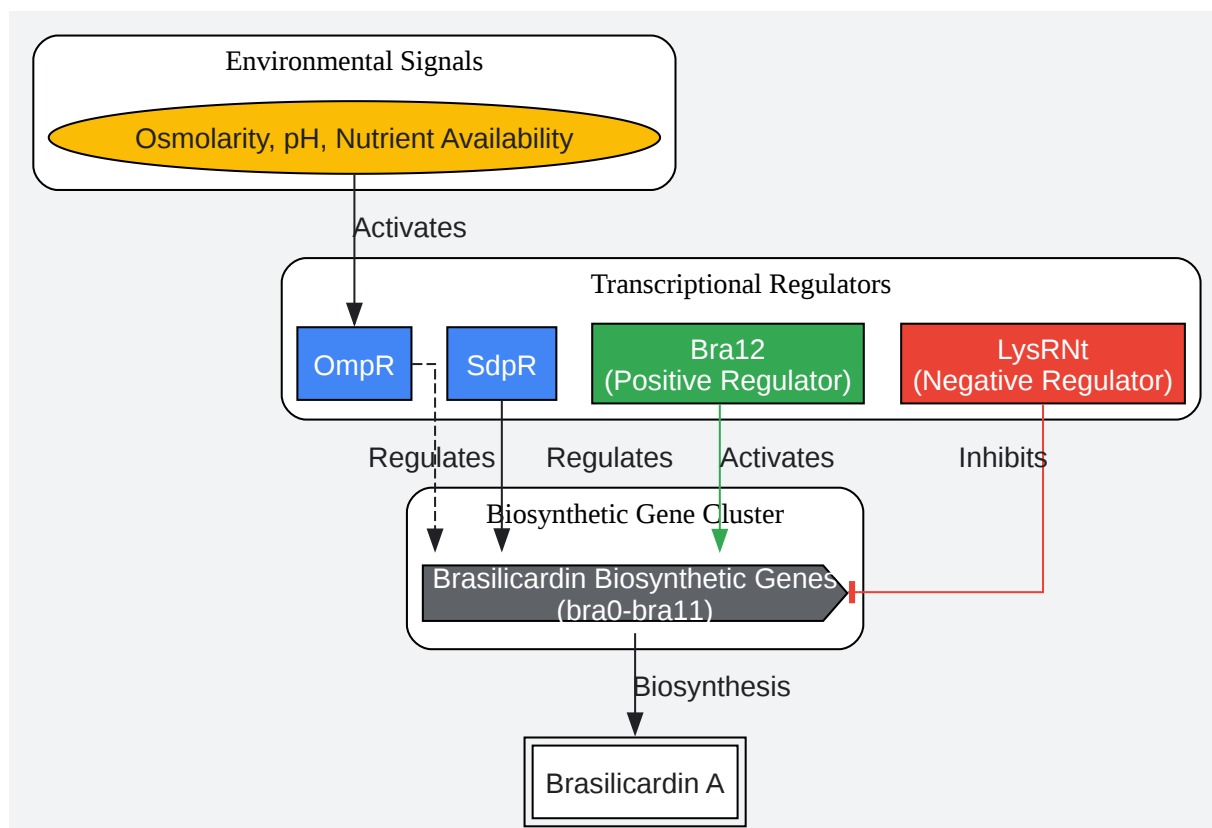 Environmental Signals
Osmolarity, pH, Nutrient Availability
Activates
Transcriptional Regulators
OmpR
SdpR
Bra12
(Positive Regulator)
LysRNt
(Negative Regulator)
Regulates
Regulates
Activates
Inhibits
Biosynthetic Gene Cluster
Brasilicardin Biosynthetic Genes
(bra0-bra11)
Biosynthesis
Brasilicardin A